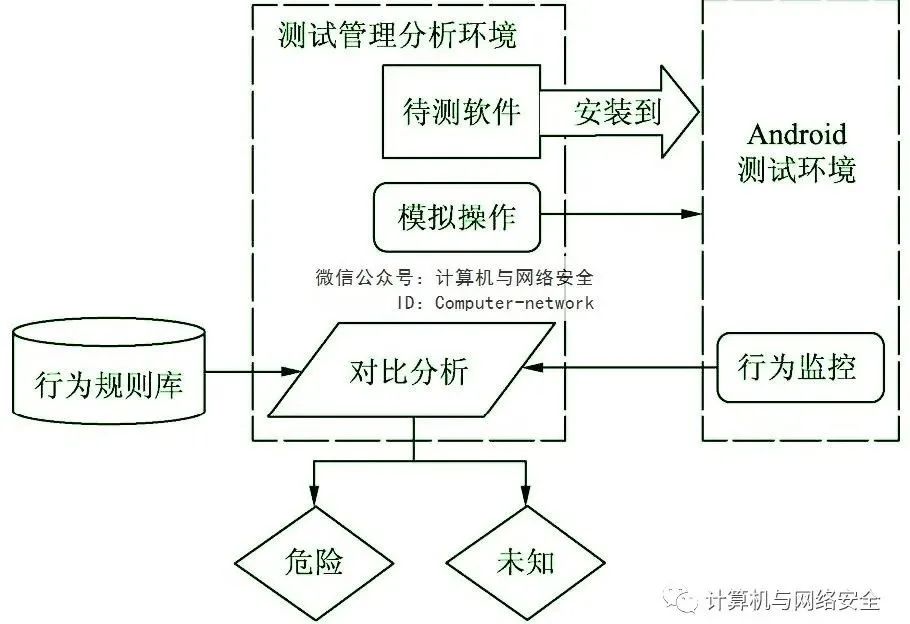 测试管理分析环境
待测软件
安装到
Android
测试环境
模拟操作
微信公众号：计算机与网络安全
ID：Computer-network
行为规则库
对比分析
行为监控
危险
未知
计算机与网络安全